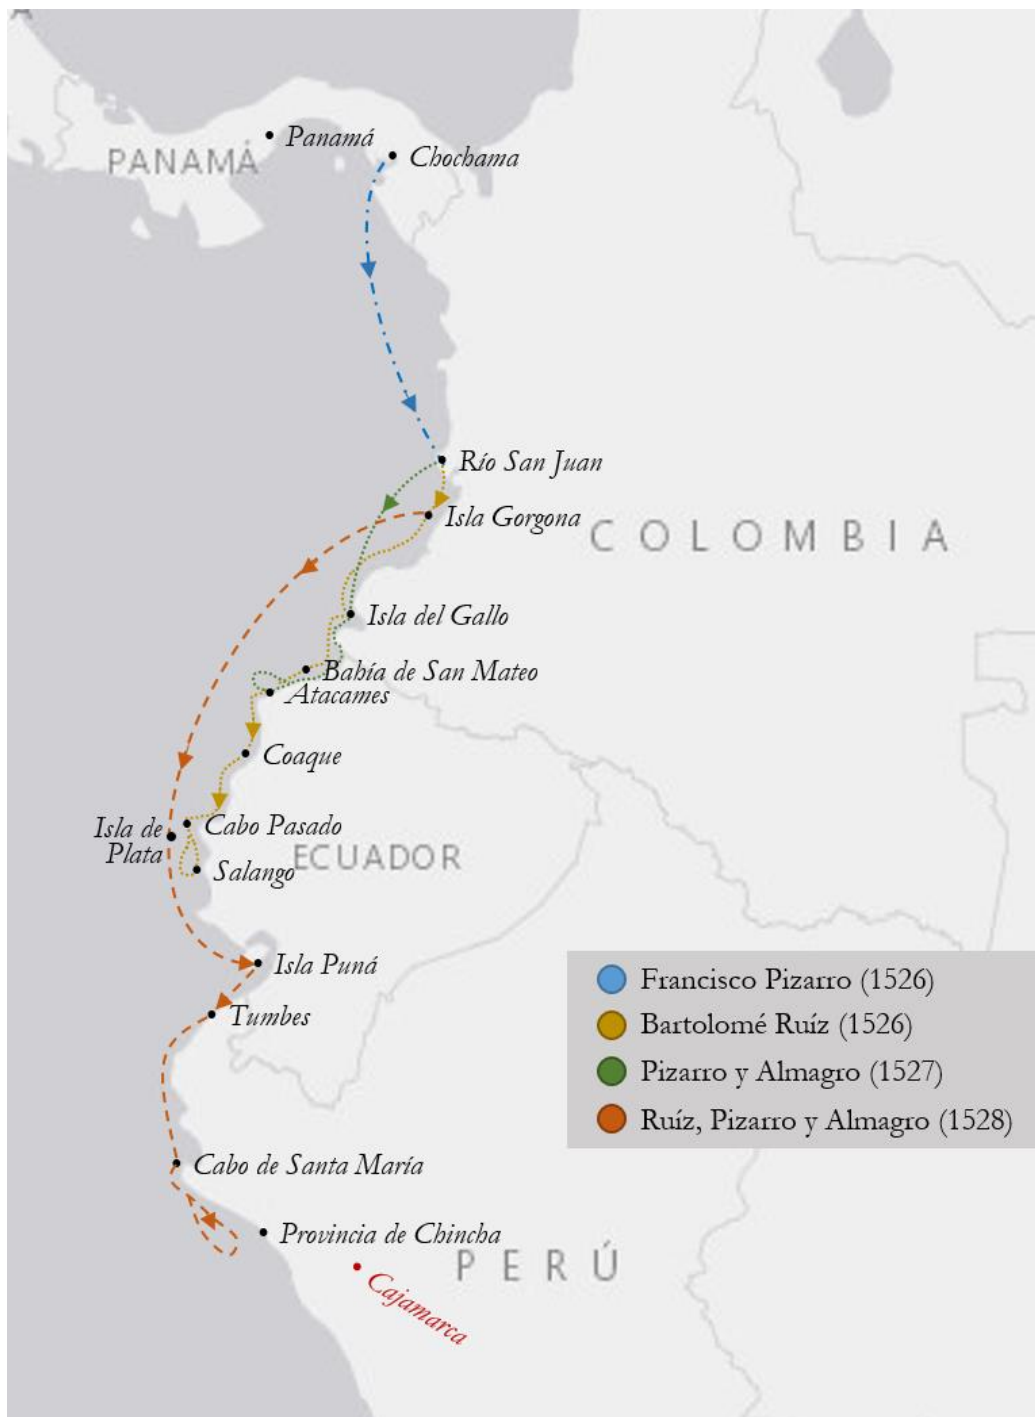 A
Panamá
PANAMÁ
Chochama
Río San Juan
Isla Gorgona
COLOMBIA
Isla del Gallo
Bahía de San Mateo
Atacames
Coaque
Cabo Pasado
Isla de
Plata
ECUADOR
Salango
Isla Puná
Tumbes
Francisco Pizarro (1526)
Bartolomé Ruíz (1526)
Pizarro y Almagro (1527)
Ruíz, Pizarro y Almagro (1528)
Cabo de Santa María
Provincia de Chincha
PERÚ
Cajamarca